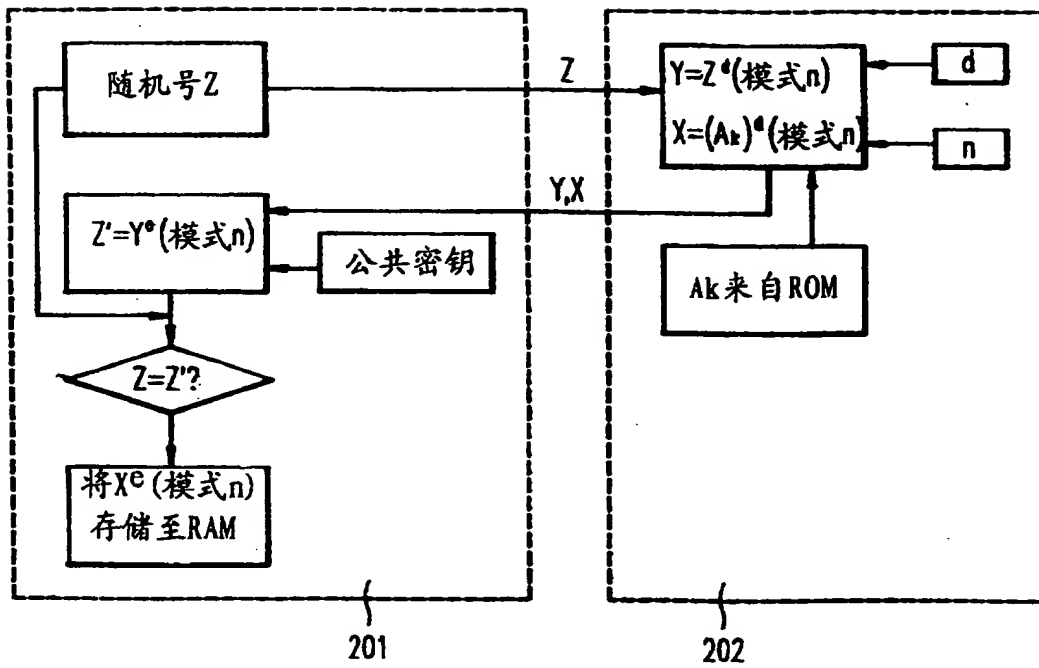 随机号Z
Z
Y=Z^d(模式n)
X=(Ak)^d(模式n)
d
n
Y,X
Z'=Y^e(模式n)
公共密钥
Ak来自ROM
Z=Z'?
将X^e(模式n)
存储至RAM
201
202